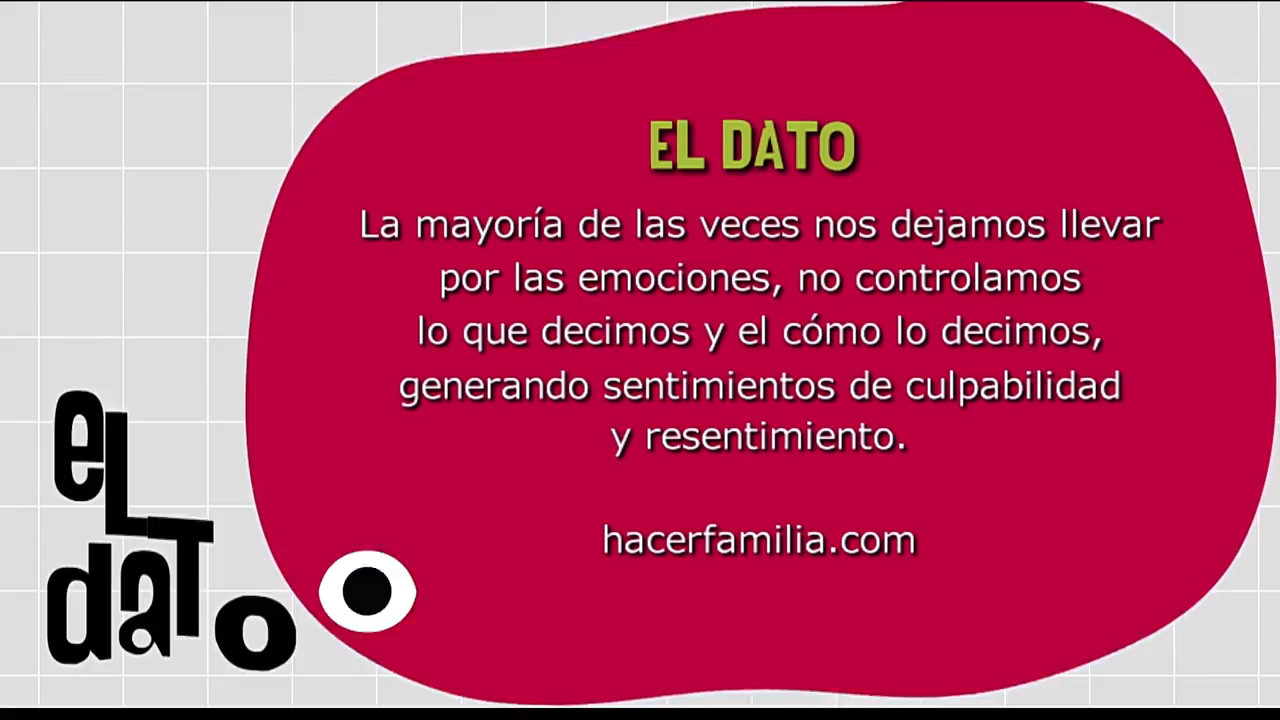 EL DATO
La mayoría de las veces nos dejamos llevar
por las emociones, no controlamos
lo que decimos y el cómo lo decimos,
generando sentimientos de culpabilidad
y resentimiento.
hacerfamilia.com
eL
daTo